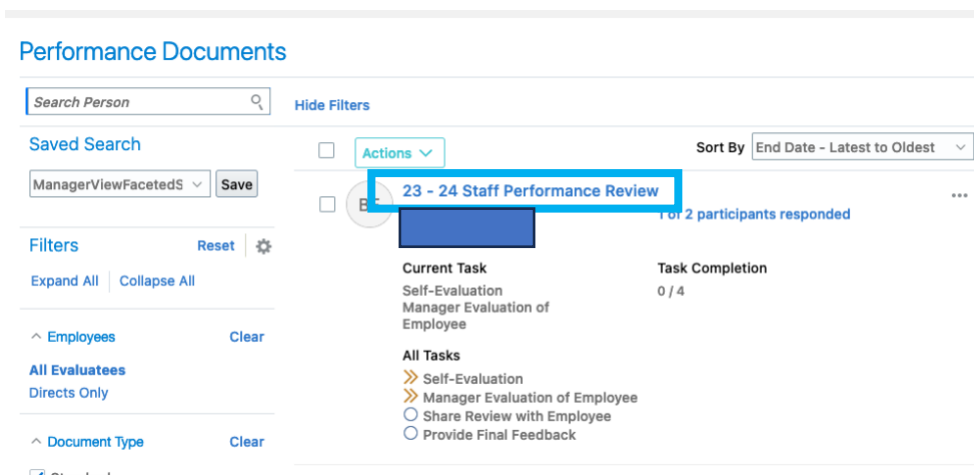 Performance Documents
Search Person
Hide Filters
Saved Search
Actions
Sort By End Date - Latest to Oldest
ManagerViewFacetedS
Save
23 - 24 Staff Performance Review
of 2 participants responded
Filters
Reset
Expand All
Collapse All
Current Task
Task Completion
Self-Evaluation
0 / 4
Manager Evaluation of
Employee
Employees
Clear
All Evaluatees
Directs Only
All Tasks
Self-Evaluation
Manager Evaluation of Employee
Share Review with Employee
Provide Final Feedback
Document Type
Clear